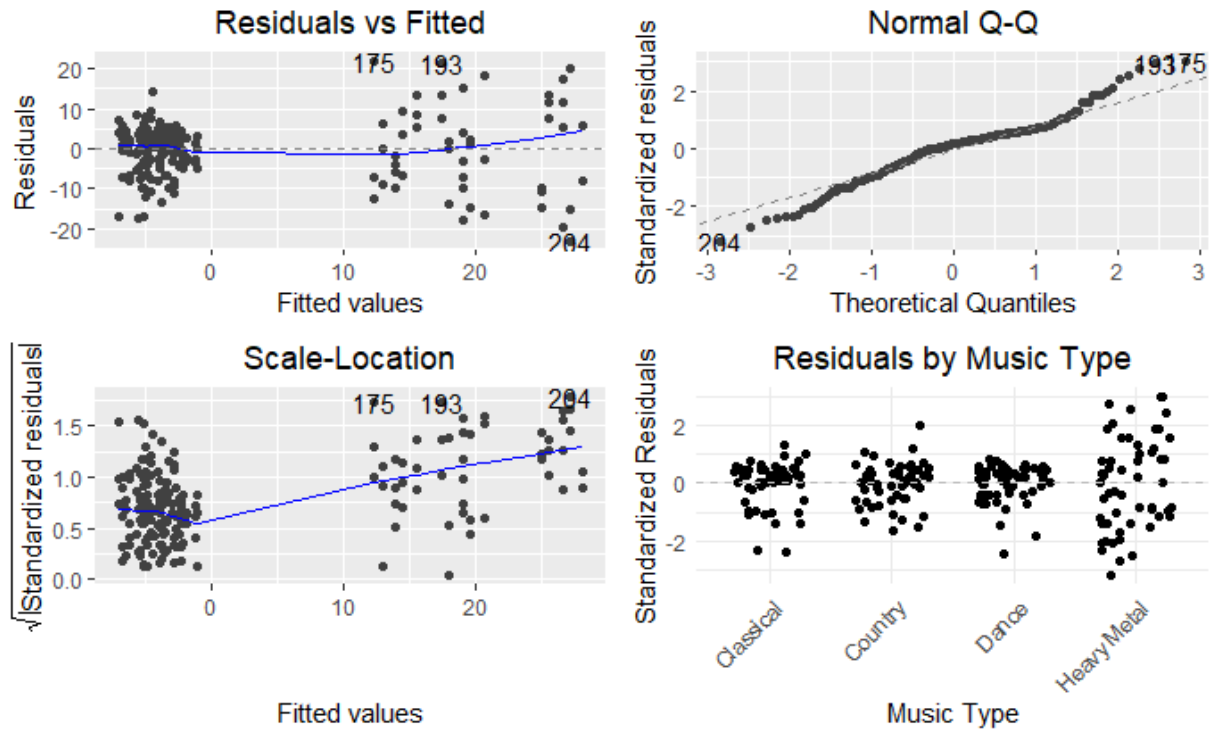 Residuals vs Fitted
Residuals
20
10
0
-10
-20
175
193
204
0
10
20
Fitted values
Normal Q-Q
Standardized residuals
2
0
-2
193
175
204
-3
-2
-1
0
1
2
3
Theoretical Quantiles
Scale-Location
√|Standardized residuals|
1.5
1.0
0.5
0.0
175
193
204
0
10
20
Fitted values
Residuals by Music Type
Standardized Residuals
2
0
-2
Classical
Country
Dance
HeavyMetal
Music Type